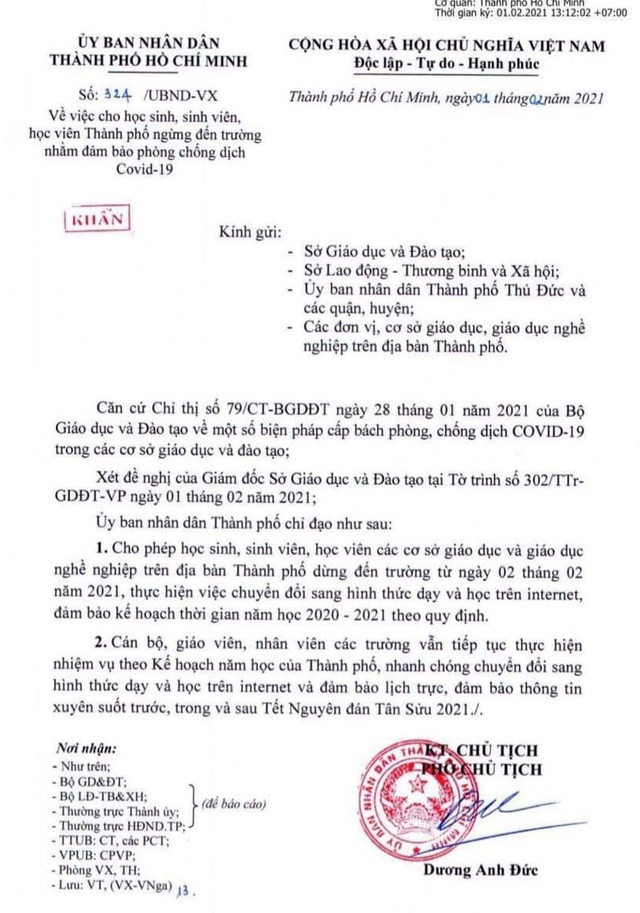 Cơ quan: Thành phố Hồ Chí Minh
Thời gian ký: 01.02.2021 13:12:02 +07:00
ỦY BAN NHÂN DÂN
THÀNH PHỐ HỒ CHÍ MINH
CỘNG HÒA XÃ HỘI CHỦ NGHĨA VIỆT NAM
Độc lập - Tự do - Hạnh phúc
Số: 324 /UBND-VX
Thành phố Hồ Chí Minh, ngày 01 tháng 02 năm 2021
Về việc cho học sinh, sinh viên,
học viên Thành phố ngừng đến trường
nhằm đảm bảo phòng chống dịch
Covid-19
KHẨN
Kính gửi:
- Sở Giáo dục và Đào tạo;
- Sở Lao động - Thương binh và Xã hội;
- Ủy ban nhân dân Thành phố Thủ Đức và
các quận, huyện;
- Các đơn vị, cơ sở giáo dục, giáo dục nghề
nghiệp trên địa bàn Thành phố.
Căn cứ Chỉ thị số 79/CT-BGDĐT ngày 28 tháng 01 năm 2021 của Bộ
Giáo dục và Đào tạo về một số biện pháp cấp bách phòng, chống dịch COVID-19
trong các cơ sở giáo dục và đào tạo;
Xét đề nghị của Giám đốc Sở Giáo dục và Đào tạo tại Tờ trình số 302/TTr-
GDĐT-VP ngày 01 tháng 02 năm 2021;
Ủy ban nhân dân Thành phố chỉ đạo như sau:
1. Cho phép học sinh, sinh viên, học viên các cơ sở giáo dục và giáo dục
nghề nghiệp trên địa bàn Thành phố dừng đến trường từ ngày 02 tháng 02
năm 2021, thực hiện việc chuyển đổi sang hình thức dạy và học trên internet,
đảm bảo kế hoạch thời gian năm học 2020 - 2021 theo quy định.
2. Cán bộ, giáo viên, nhân viên các trường vẫn tiếp tục thực hiện
nhiệm vụ theo Kế hoạch năm học của Thành phố, nhanh chóng chuyển đổi sang
hình thức dạy và học trên internet và đảm bảo lịch trực, đảm bảo thông tin
xuyên suốt trước, trong và sau Tết Nguyên đán Tân Sửu 2021./.
Nơi nhận:
- Như trên;
- Bộ GD&ĐT;
- Bộ LĐ-TB&XH;
- Thường trực Thành ủy;
- Thường trực HĐND.TP;
(để báo cáo)
- TTUB: CT, các PCT;
- VPUB: CPVP;
- Phòng VX, TH;
- Lưu: VT, (VX-VNga) 13.
KT. CHỦ TỊCH
PHÓ CHỦ TỊCH
ỦY BAN NHÂN DÂN THÀNH PHỐ HỒ CHÍ MINH
Dương Anh Đức